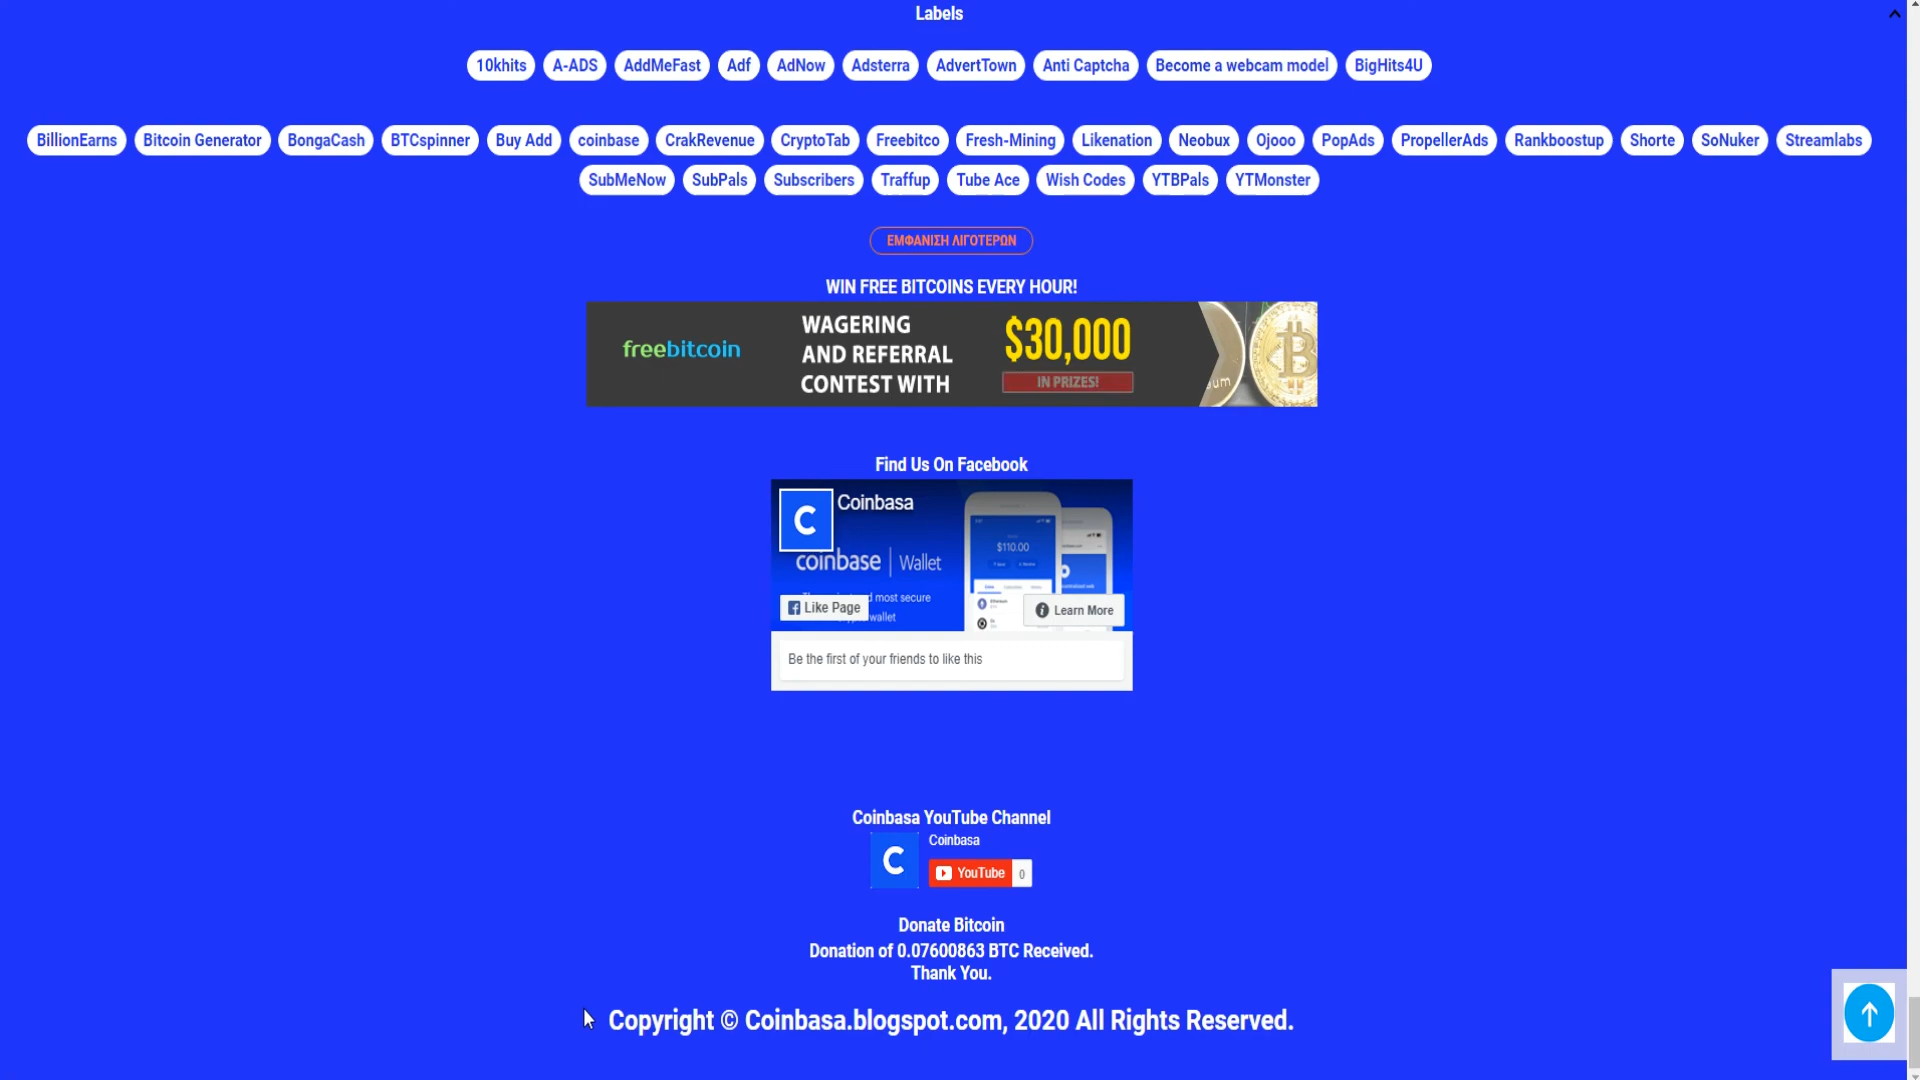 Labels
10khits A-ADS AddMeFast Adf AdNow Adsterra AdvertTown Anti Captcha Become a webcam model BigHits4U
BillionEarns Bitcoin Generator BongaCash BTCspinner Buy Add coinbase CrakRevenue CryptoTab Freebitco Fresh-Mining Likenation Neobux Ojooo PopAds PropellerAds Rankboostup Shorte SoNuker Streamlabs
SubMeNow SubPals Subscribers Traffup Tube Ace Wish Codes YTBPals YTMonster
ΕΜΦΑΝΙΣΗ ΛΙΓΟΤΕΡΩΝ
WIN FREE BITCOINS EVERY HOUR!
freebitcoin
WAGERING
AND REFERRAL
CONTEST WITH
$30,000
IN PRIZES!
um
Find Us On Facebook
C Coinbasa
coinbase | Wallet
$110.00
d most secure
wallet
Like Page
Learn More
Be the first of your friends to like this
Coinbasa YouTube Channel
C Coinbasa
YouTube 0
Donate Bitcoin
Donation of 0.07600863 BTC Received.
Thank You.
Copyright © Coinbasa.blogspot.com, 2020 All Rights Reserved.